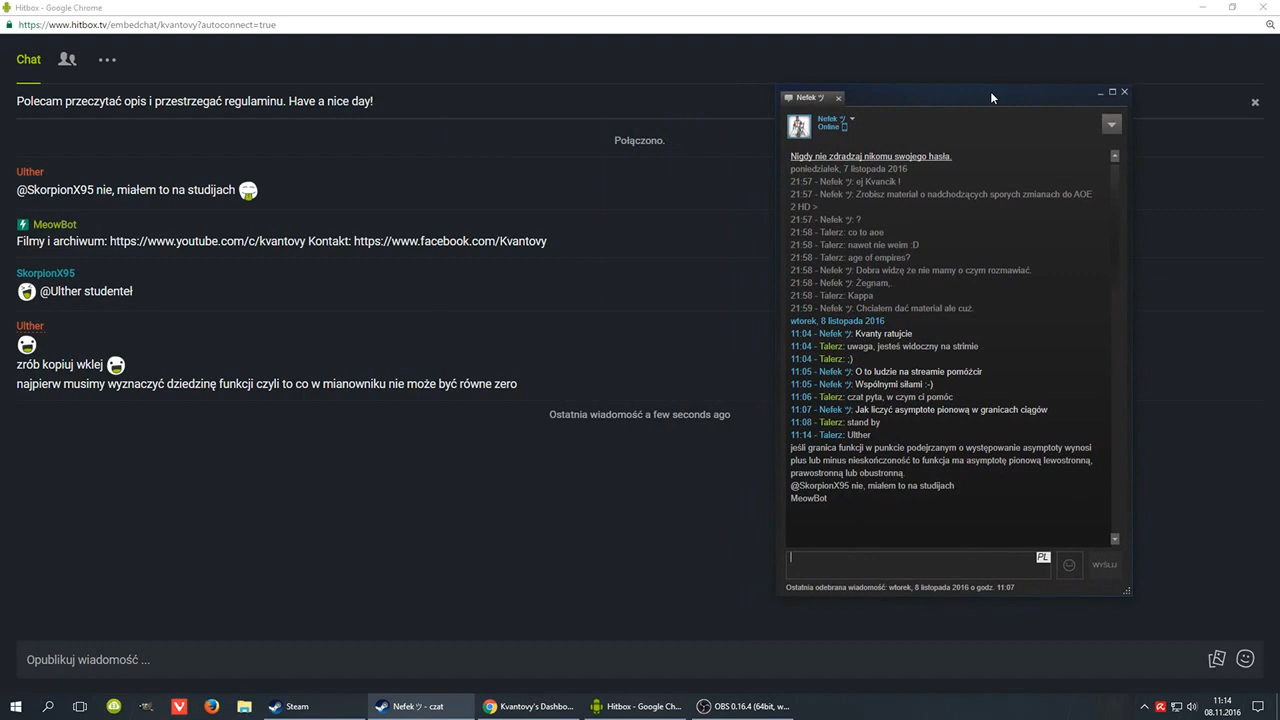 Hitbox - Google Chrome
https://www.hitbox.tv/embedchat/kvantovy?autoconnect=true
Chat
Polecam przeczytać opis i przestrzegać regulaminu. Have a nice day!
Połączono.
Ulther
@SkorpionX95 nie, miałem to na studijach
MeowBot
Filmy i archiwum: https://www.youtube.com/c/kvantovy Kontakt: https://www.facebook.com/Kvantovy
SkorpionX95
@Ulther studenteł
Ulther
zrób kopiuj wklej
najpierw musimy wyznaczyć dziedzinę funkcji czyli to co w mianowniku nie może być równe zero
Ostatnia wiadomość a few seconds ago
Opublikuj wiadomość ...
Nefek ツ
Nefek ツ
Online
Nigdy nie zdradzaj nikomu swojego hasła.
poniedziałek, 7 listopada 2016
21:57 - Nefek ツ: ej Kvancik !
21:57 - Nefek ツ: Zrobisz materiał o nadchodzących sporych zmianach do AOE
2 HD >
21:57 - Nefek ツ: ?
21:58 - Talerz: co to aoe
21:58 - Talerz: nawet nie weim :D
21:58 - Talerz: age of empires?
21:58 - Nefek ツ: Dobra widzę że nie mamy o czym rozmawiać.
21:58 - Nefek ツ: Żegnam,.
21:58 - Talerz: Kappa
21:59 - Nefek ツ: Chciałem dać materiał ale cuż.
wtorek, 8 listopada 2016
11:04 - Nefek ツ: Kvanty ratujcie
11:04 - Talerz: uwaga, jesteś widoczny na strimie
11:04 - Talerz: ;)
11:05 - Nefek ツ: O to ludzie na streamie pomóżcir
11:05 - Nefek ツ: Wspólnymi siłami :-)
11:06 - Talerz: czat pyta, w czym ci pomóc
11:07 - Nefek ツ: Jak liczyć asymptote pionową w granicach ciągów
11:08 - Talerz: stand by
11:14 - Talerz: Ulther
jeśli granica funkcji w punkcie podejrzanym o występowanie asymptoty wynosi
plus lub minus nieskończoność to funkcja ma asymptotę pionową lewostronną,
prawostronną lub obustronną.
@SkorpionX95 nie, miałem to na studijach
MeowBot
PL
WYŚLIJ
Ostatnia odebrana wiadomość: wtorek, 8 listopada 2016 o godz. 11:07
Steam
Nefek ツ - czat
Kvantovy's Dashbo...
Hitbox - Google Ch...
OBS 0.16.4 (64bit, w...
11:14
08.11.2016